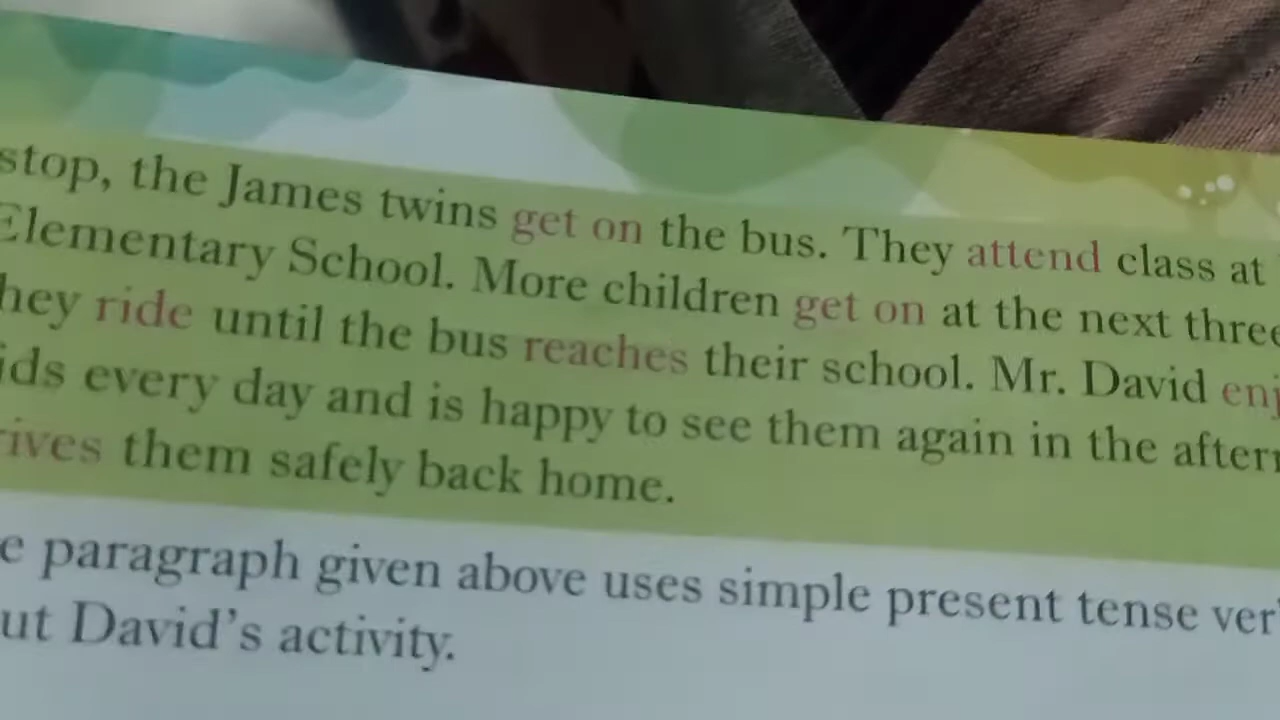 stop, the James twins get on the bus. They attend class at
Elementary School. More children get on at the next three
hey ride until the bus reaches their school. Mr. David enj
ids every day and is happy to see them again in the aftern
rives them safely back home.
e paragraph given above uses simple present tense ver
ut David's activity.